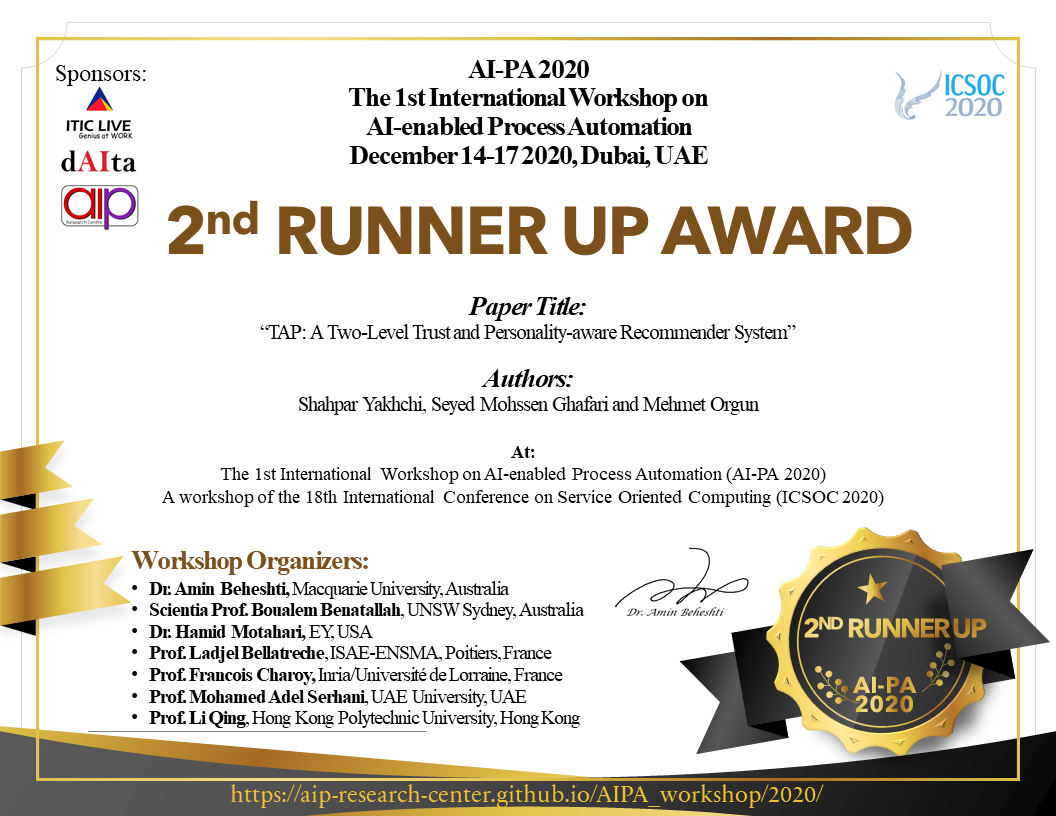 Sponsors:
ITIC LIVE
Genius at WORK
dAIta
aip
Research Centre
AI-PA 2020
The 1st International Workshop on
AI-enabled Process Automation
December 14-17 2020, Dubai, UAE
ICSOC
2020
2nd RUNNER UP AWARD
Paper Title:
“TAP: A Two-Level Trust and Personality-aware Recommender System”
Authors:
Shahpar Yakhchi, Seyed Mohssen Ghafari and Mehmet Orgun
At:
The 1st International Workshop on AI-enabled Process Automation (AI-PA 2020)
A workshop of the 18th International Conference on Service Oriented Computing (ICSOC 2020)
Workshop Organizers:
• Dr. Amin Beheshti, Macquarie University, Australia
• Scientia Prof. Boualem Benatallah, UNSW Sydney, Australia
• Dr. Hamid Motahari, EY, USA
• Prof. Ladjel Bellatreche, ISAE-ENSMA, Poitiers, France
• Prof. Francois Charoy, Inria/Université de Lorraine, France
• Prof. Mohamed Adel Serhani, UAE University, UAE
• Prof. Li Qing, Hong Kong Polytechnic University, Hong Kong
Dr. Amin Beheshti
2ND RUNNER UP
AI-PA
2020
https://aip-research-center.github.io/AIPA_workshop/2020/